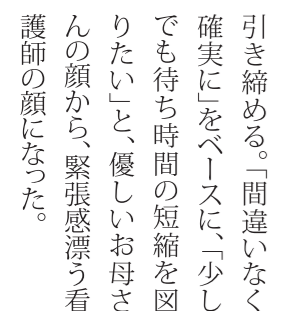 引き締める。「間違いなく
確実に」をベースに、「少し
でも待ち時間の短縮を図
りたい」と、優しいお母さ
んの顔から、緊張感漂う看
護師の顔になった。